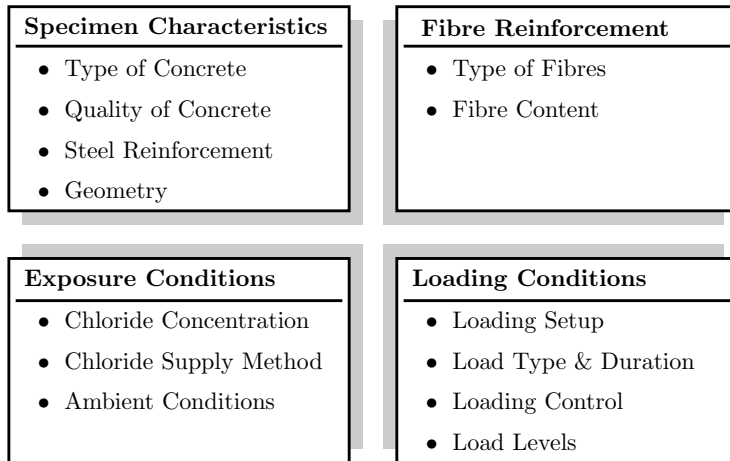 Specimen Characteristics
• Type of Concrete
• Quality of Concrete
• Steel Reinforcement
• Geometry
Fibre Reinforcement
• Type of Fibres
• Fibre Content
Exposure Conditions
• Chloride Concentration
• Chloride Supply Method
• Ambient Conditions
Loading Conditions
• Loading Setup
• Load Type & Duration
• Loading Control
• Load Levels